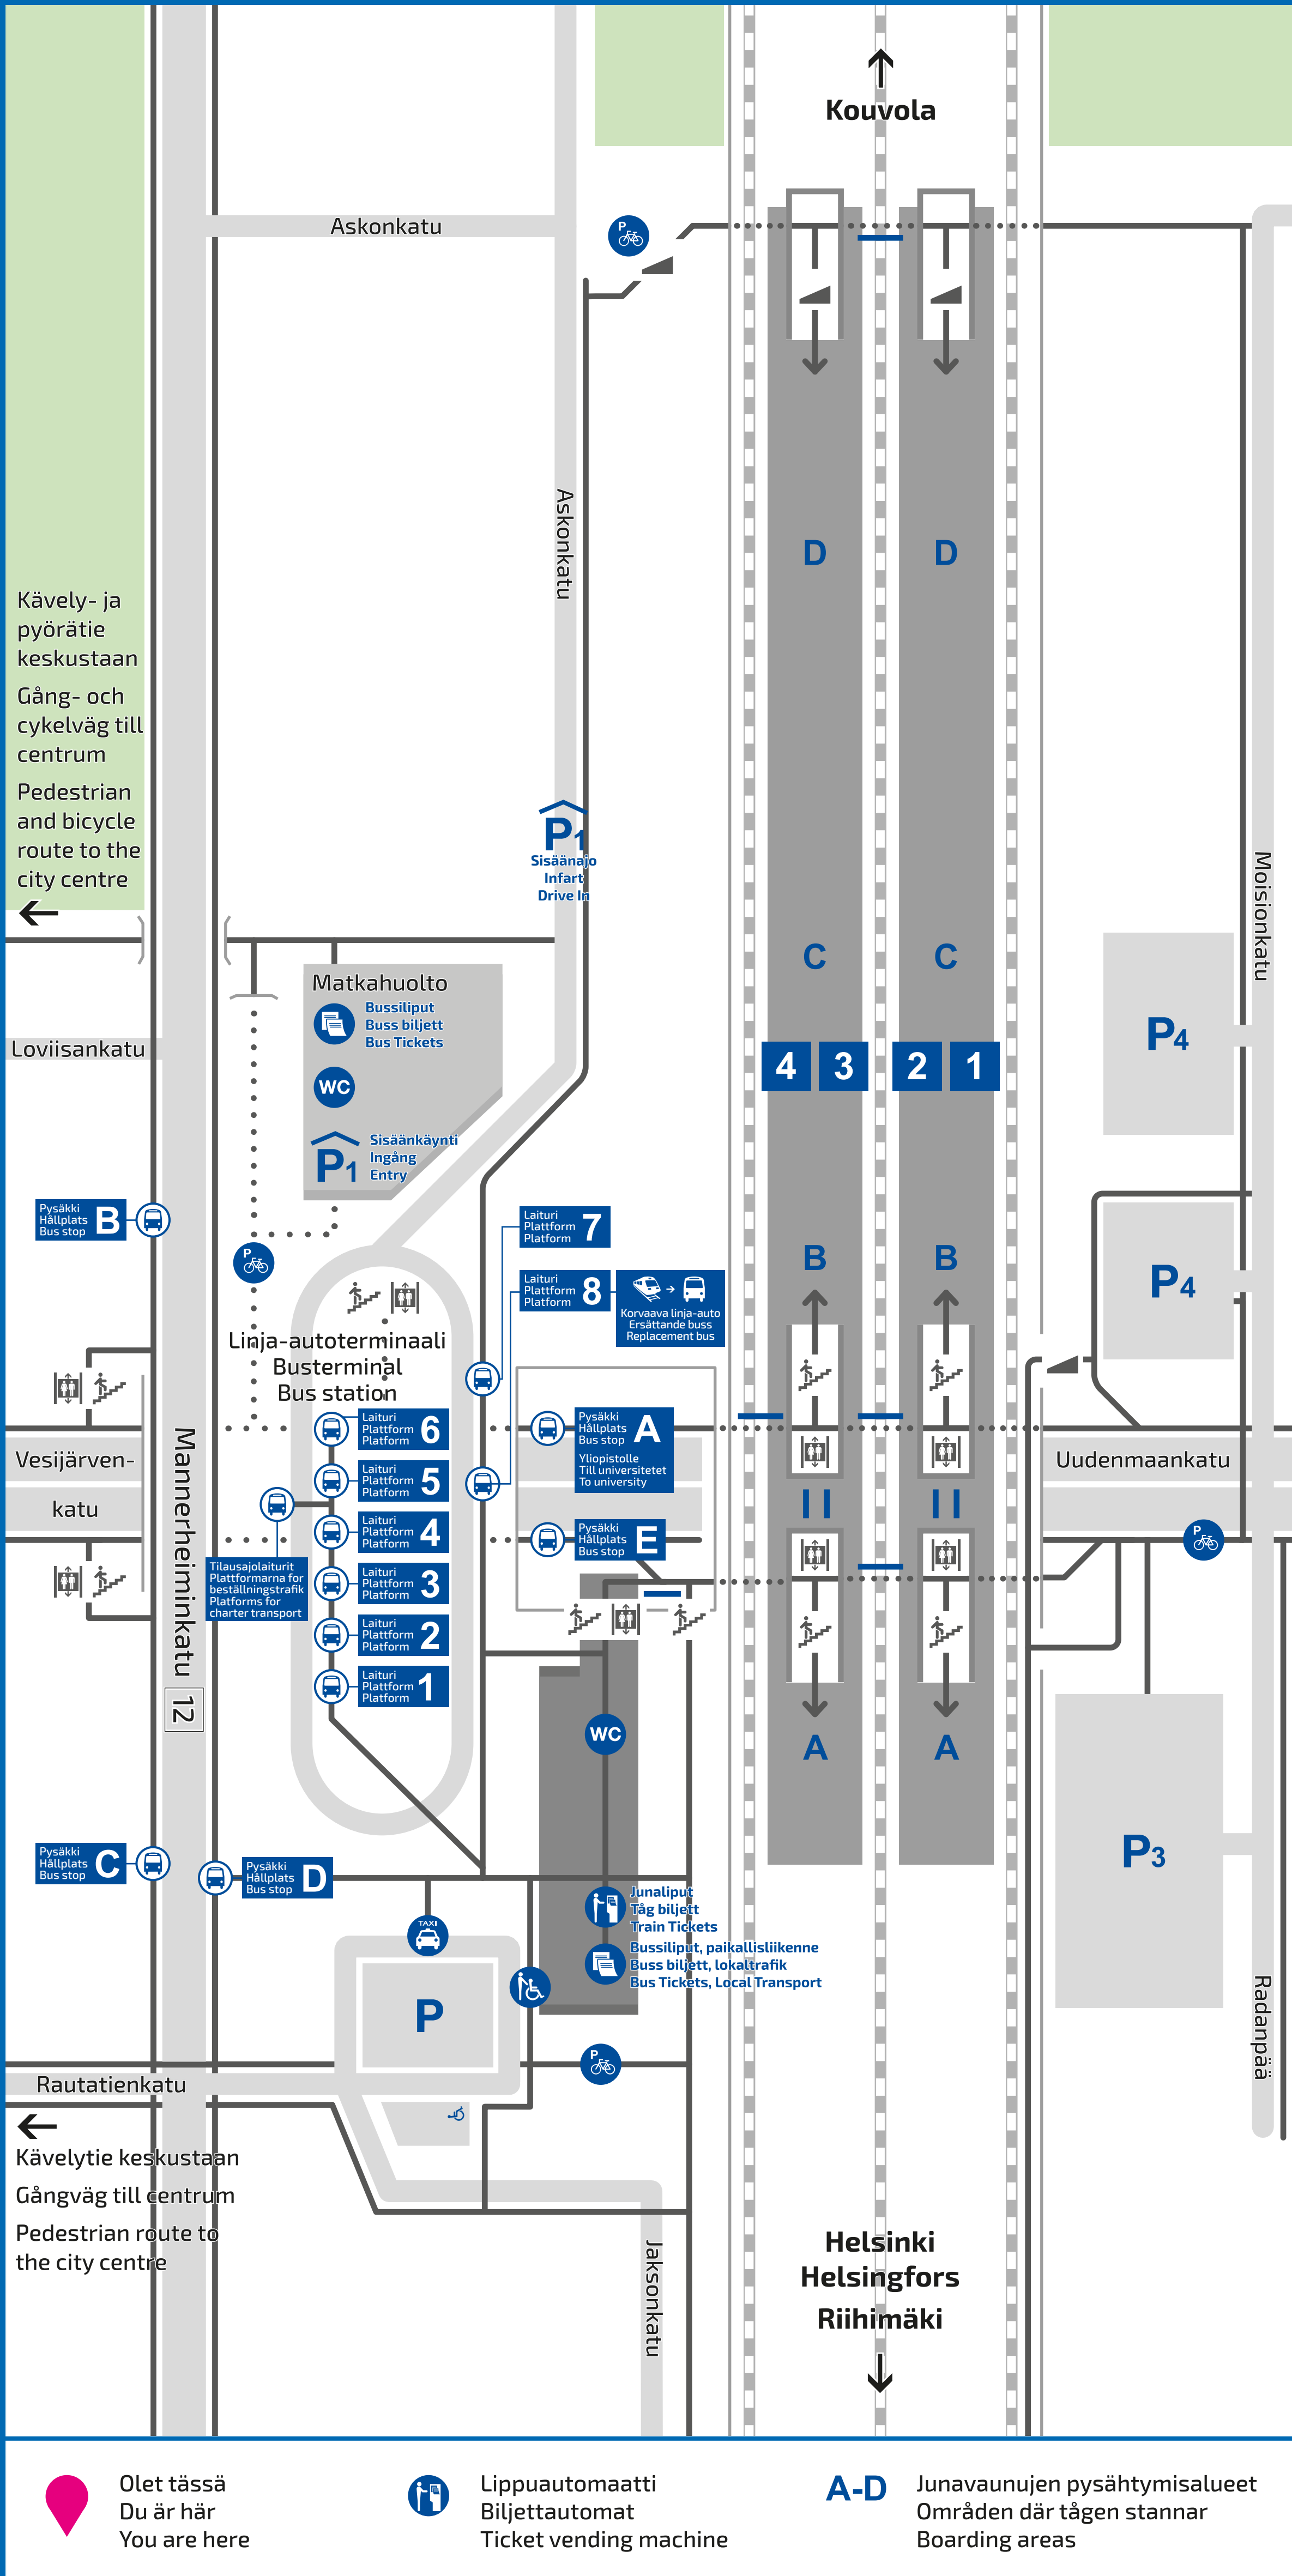 Kouvola
Askonkatu
P
Askonkatu
D
D
Kävely- ja
pyörätie
keskustaan
Gång- och
cykelväg till
centrum
Pedestrian
and bicycle
route to the
city centre
P1
Sisäänajo
Infart
Drive In
Moisionkatu
C
C
Matkahuolto
Bussiliput
Buss biljett
Bus Tickets
WC
P1
Sisäänkäynti
Ingång
Entry
Loviisankatu
4 3 2 1
P4
Pysäkki
Hållplats
Bus stop
B
P
Laituri
Plattform
Platform
7
Laituri
Plattform
Platform
8
Korvaava linja-auto
Ersättande buss
Replacement bus
B
B
P4
Linja-autoterminaali
Busterminal
Bus station
Laituri
Plattform
Platform
6
Laituri
Plattform
Platform
5
Laituri
Plattform
Platform
4
Laituri
Plattform
Platform
3
Laituri
Plattform
Platform
2
Laituri
Plattform
Platform
1
Pysäkki
Hållplats
Bus stop
A
Yliopistolle
Till universitetet
To university
Pysäkki
Hållplats
Bus stop
E
Vesijärven-
katu
Mannerheiminkatu
12
Tilausajolaiturit
Plattformarna for
beställningstrafik
Platforms for
charter transport
Uudenmaankatu
P
WC
A
A
P3
Pysäkki
Hållplats
Bus stop
C
Pysäkki
Hållplats
Bus stop
D
Junaliput
Tåg biljett
Train Tickets
Bussiliput, paikallisliikenne
Buss biljett, lokaltrafik
Bus Tickets, Local Transport
TAXI
P
P
Rautatienkatu
Radanpää
Kävelytie keskustaan
Gångväg till centrum
Pedestrian route to
the city centre
Jaksonkatu
Helsinki
Helsingfors
Riihimäki
Olet tässä
Du är här
You are here
Lippuautomaatti
Biljettautomat
Ticket vending machine
A-D
Junavaunujen pysähtymisalueet
Områden där tågen stannar
Boarding areas